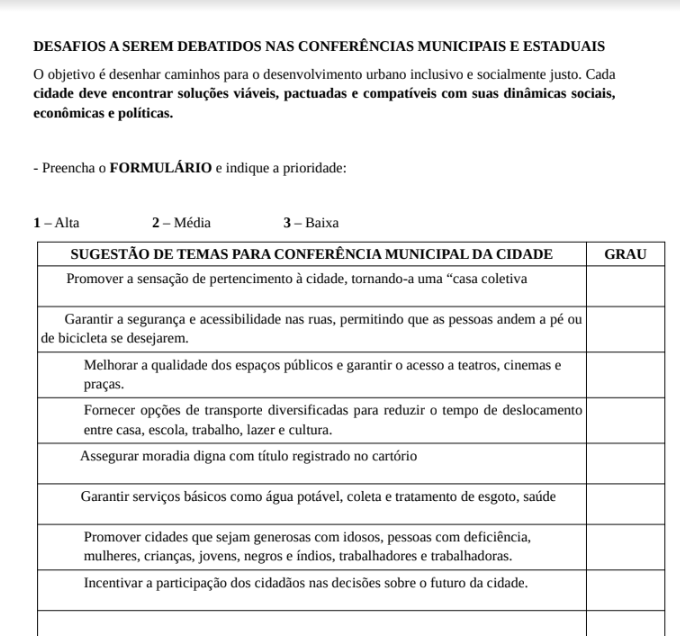 DESAFIOS A SEREM DEBATIDOS NAS CONFERÊNCIAS MUNICIPAIS E ESTADUAIS
O objetivo é desenhar caminhos para o desenvolvimento urbano inclusivo e socialmente justo. Cada
cidade deve encontrar soluções viáveis, pactuadas e compatíveis com suas dinâmicas sociais,
econômicas e políticas.
- Preencha o FORMULÁRIO e indique a prioridade:
1 – Alta 2 – Média 3 – Baixa
SUGESTÃO DE TEMAS PARA CONFERÊNCIA MUNICIPAL DA CIDADE GRAU
Promover a sensação de pertencimento à cidade, tornando-a uma “casa coletiva
Garantir a segurança e acessibilidade nas ruas, permitindo que as pessoas andem a pé ou
de bicicleta se desejarem.
Melhorar a qualidade dos espaços públicos e garantir o acesso a teatros, cinemas e
praças.
Fornecer opções de transporte diversificadas para reduzir o tempo de deslocamento
entre casa, escola, trabalho, lazer e cultura.
Assegurar moradia digna com título registrado no cartório
Garantir serviços básicos como água potável, coleta e tratamento de esgoto, saúde
Promover cidades que sejam generosas com idosos, pessoas com deficiência,
mulheres, crianças, jovens, negros e índios, trabalhadores e trabalhadoras.
Incentivar a participação dos cidadãos nas decisões sobre o futuro da cidade.